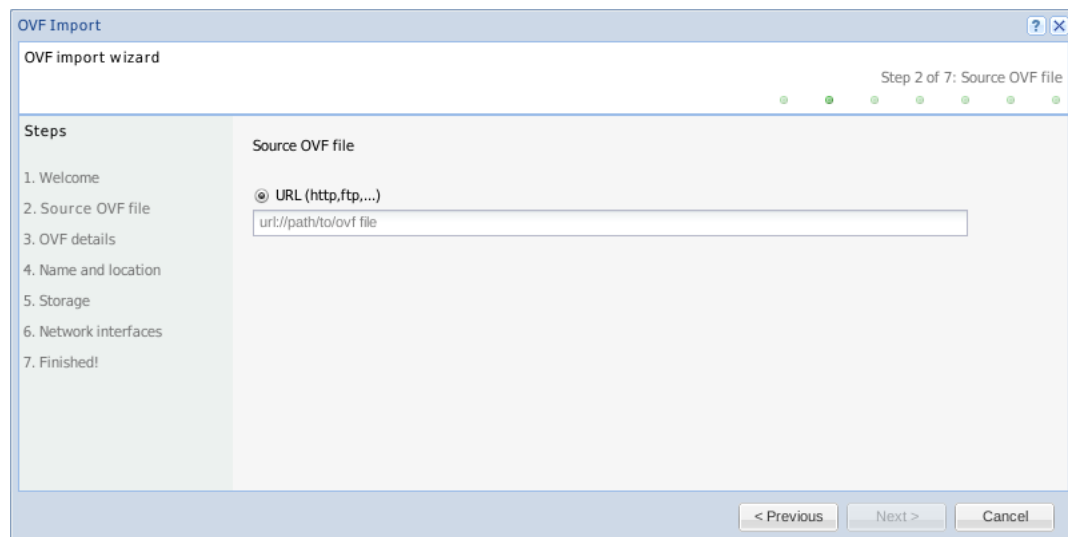 OVF Import
?
OVF import wizard
Step 2 of 7: Source OVF file
Steps
1. Welcome
2. Source OVF file
3. OVF details
4. Name and location
5. Storage
6. Network interfaces
7. Finished!
Source OVF file
URL (http,ftp,...)
url://path/to/ovf file
< Previous
Next >
Cancel